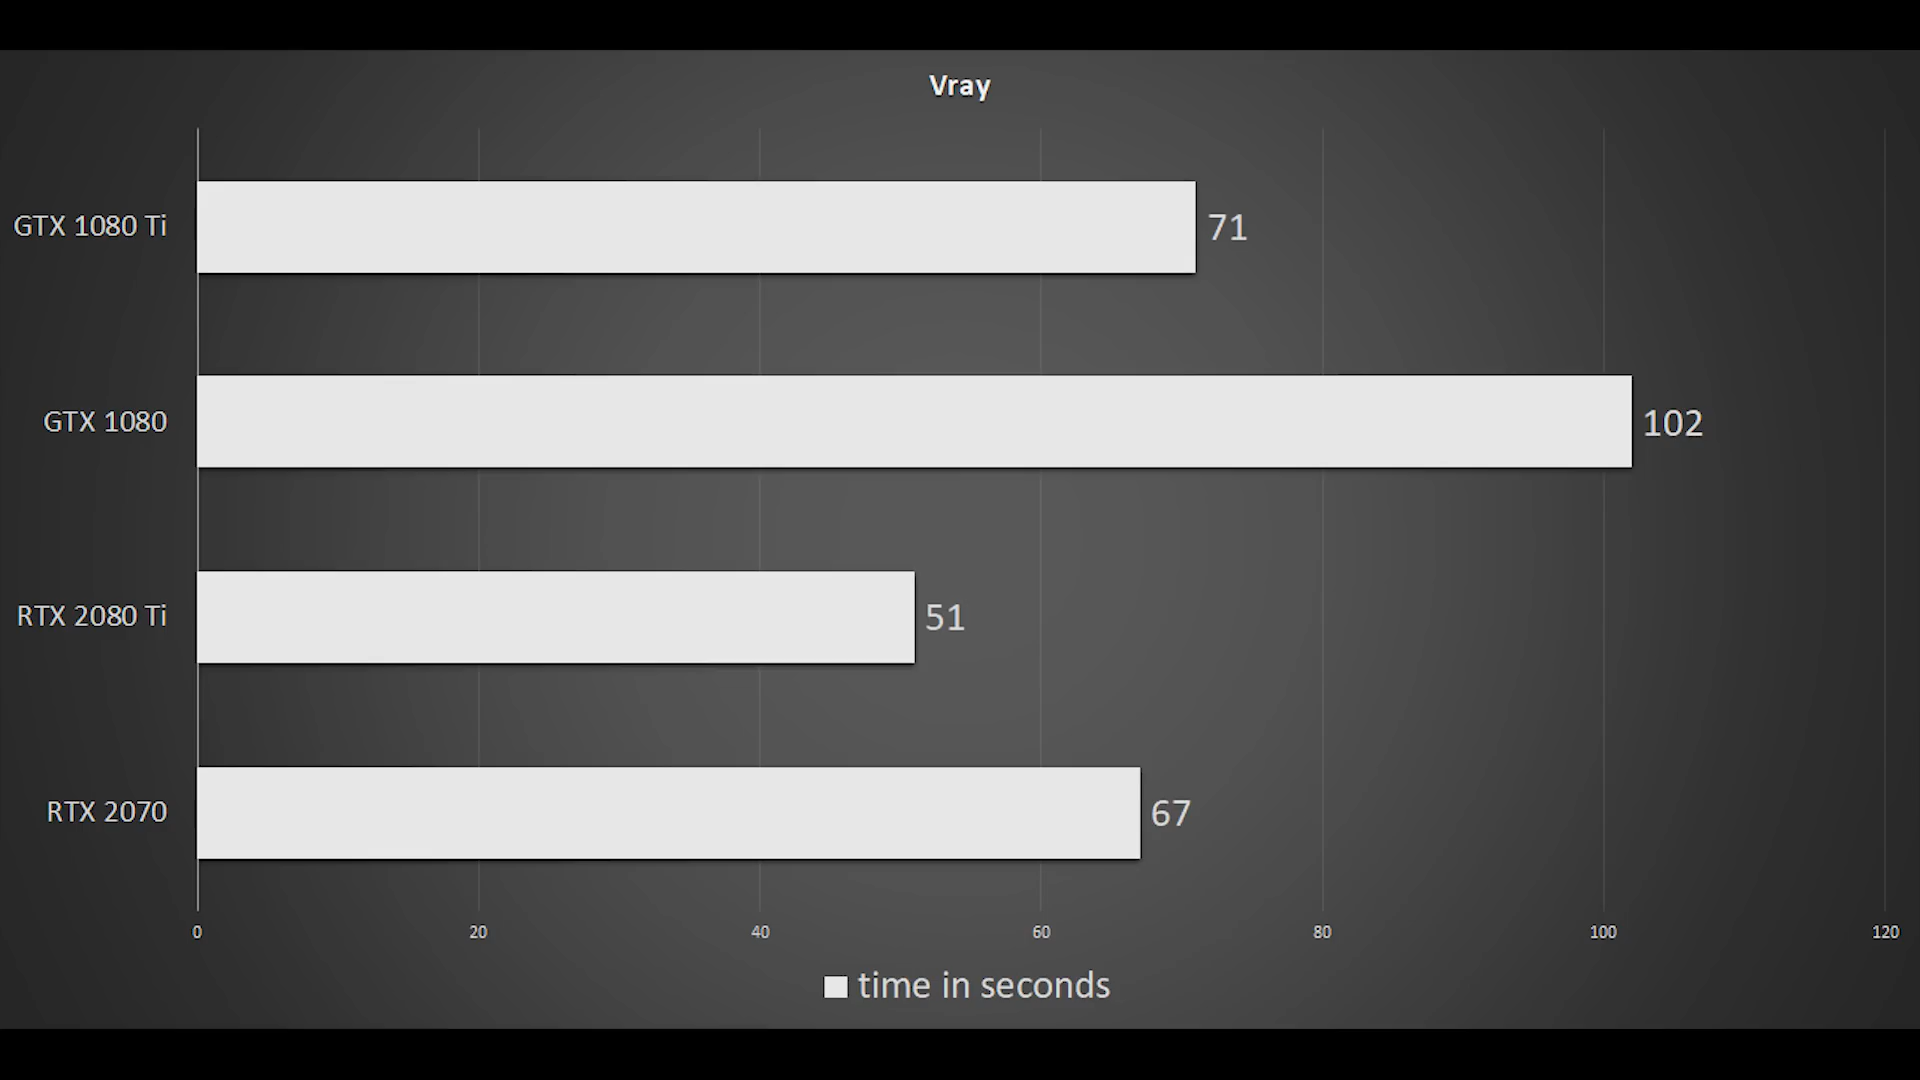 Vray
GTX 1080 Ti
71
GTX 1080
102
RTX 2080 Ti
51
RTX 2070
67
0 20 40 60 80 100 120
time in seconds